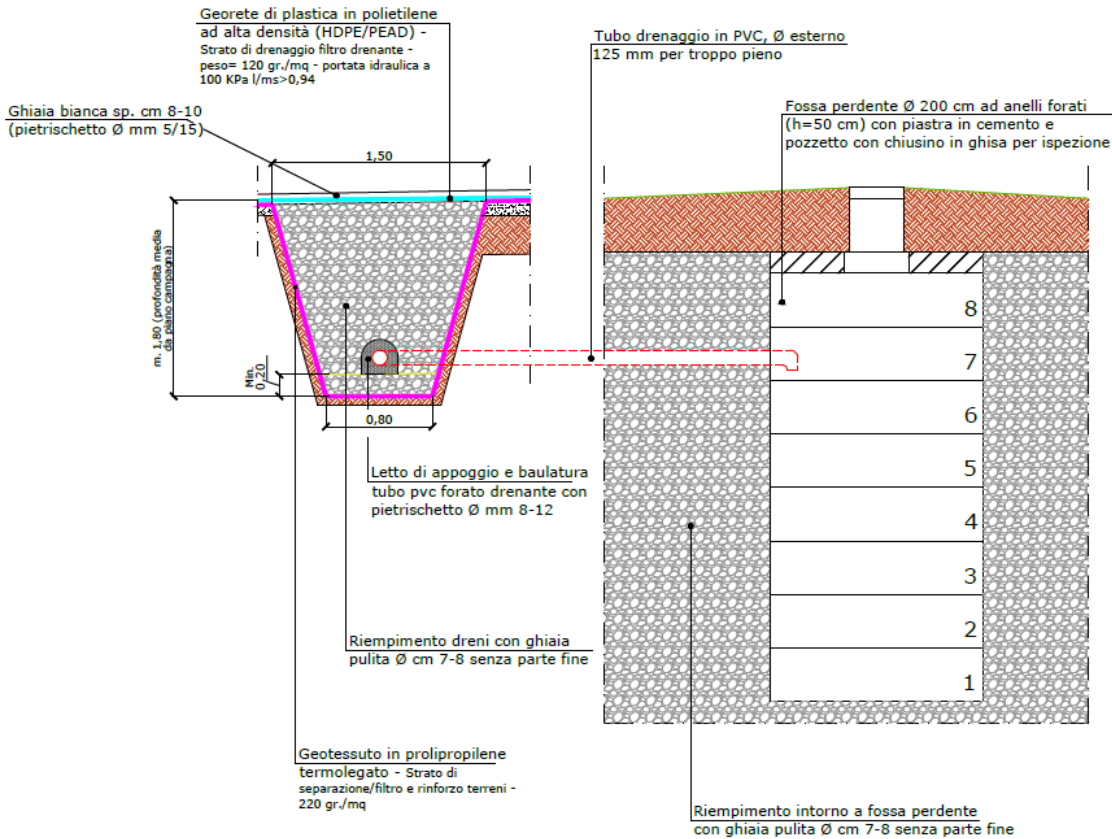 Georete di plastica in polietilene
ad alta densità (HDPE/PEAD) -
Strato di drenaggio filtro drenante -
peso= 120 gr./mq - portata idraulica a
100 KPa l/ms>0,94
Tubo drenaggio in PVC, Ø esterno
125 mm per troppo pieno
Ghiaia bianca sp. cm 8-10
(pietrischetto Ø mm 5/15)
Fossa perdente Ø 200 cm ad anelli forati
(h=50 cm) con piastra in cemento e
pozzetto con chiusino in ghisa per ispezione
1,50
m. 1,80 (profondità media
da piano campagna)
Min.
0,20
0,80
8
7
6
5
4
3
2
1
Letto di appoggio e baulatura
tubo pvc forato drenante con
pietrischetto Ø mm 8-12
Riempimento dreni con ghiaia
pulita Ø cm 7-8 senza parte fine
Geotessuto in prolipropilene
termolegato - Strato di
separazione/filtro e rinforzo terreni -
220 gr./mq
Riempimento intorno a fossa perdente
con ghiaia pulita Ø cm 7-8 senza parte fine